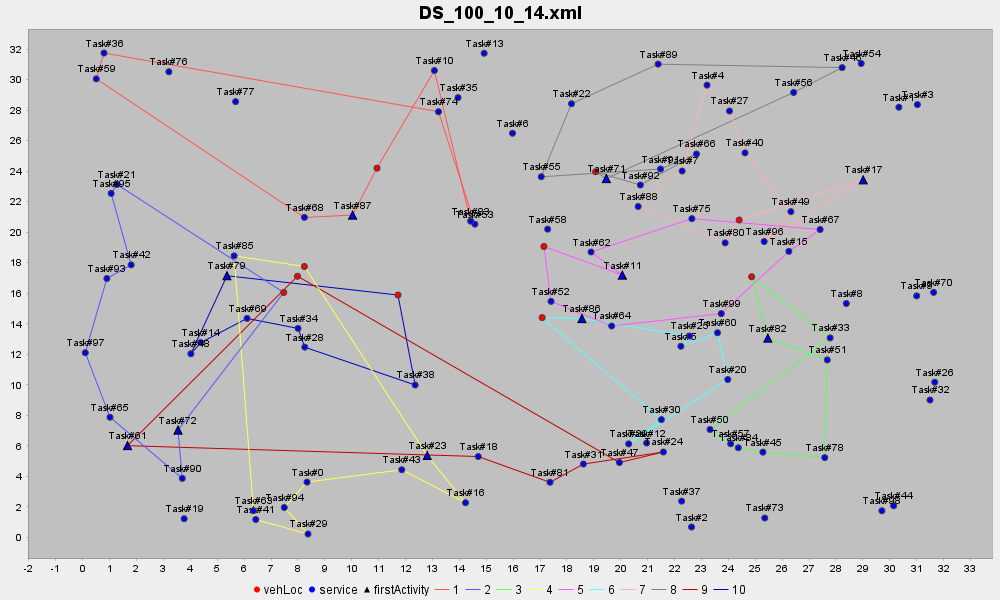 DS_100_10_14.xml
32
30
28
26
24
22
20
18
16
14
12
10
8
6
4
2
0
Task#36
Task#13
Task#89
Task#54
Task#76
Task#59
Task#10
Task#4
Task#56
Task#77
Task#35
Task#74
Task#22
Task#27
Task#3
Task#6
Task#66
Task#40
Task#55
Task#71
Task#7
Task#92
Task#17
Task#21
Task#88
Task#49
Task#68
Task#87
Task#53
Task#58
Task#75
Task#67
Task#80
Task#96
Task#15
Task#62
Task#85
Task#42
Task#93
Task#79
Task#11
Task#70
Task#52
Task#8
Task#69
Task#86
Task#64
Task#99
Task#34
Task#14
Task#28
Task#60
Task#82
Task#33
Task#97
Task#51
Task#38
Task#20
Task#26
Task#32
Task#65
Task#30
Task#72
Task#50
Task#61
Task#12
Task#57
Task#24
Task#45
Task#23
Task#18
Task#31
Task#47
Task#78
Task#90
Task#0
Task#43
Task#81
Task#16
Task#37
Task#94
Task#63
Task#41
Task#19
Task#44
Task#2
Task#73
Task#29
-2 -1 0 1 2 3 4 5 6 7 8 9 10 11 12 13 14 15 16 17 18 19 20 21 22 23 24 25 26 27 28 29 30 31 32 33
vehLoc service firstActivity 1 2 3 4 5 6 7 8 9 10